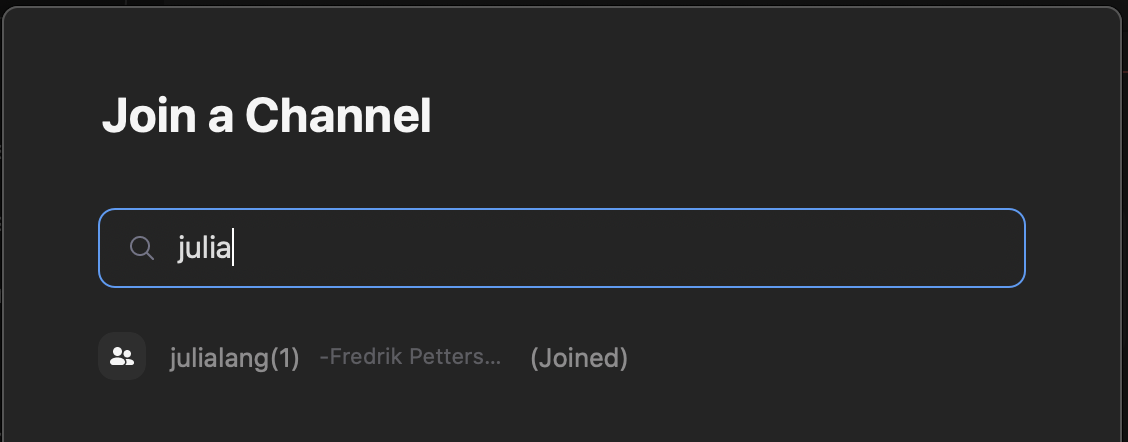 Join a Channel
julia
julialang(1) -Fredrik Petters... (Joined)